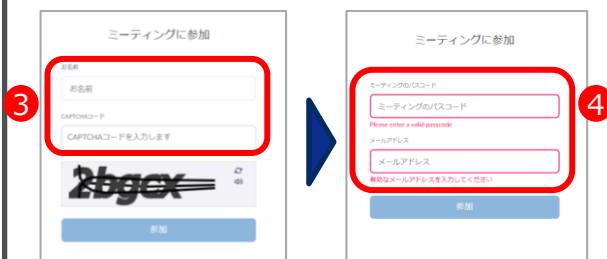 ミーティングに参加
お名前
お名前
CAPTCHAコード
CAPTCHAコードを入力します
2bgcx
参加
3
ミーティングに参加
ミーティングのパスコード
ミーティングのパスコード
Please enter a valid passcode
メールアドレス
メールアドレス
有効なメールアドレスを入力してください
参加
4